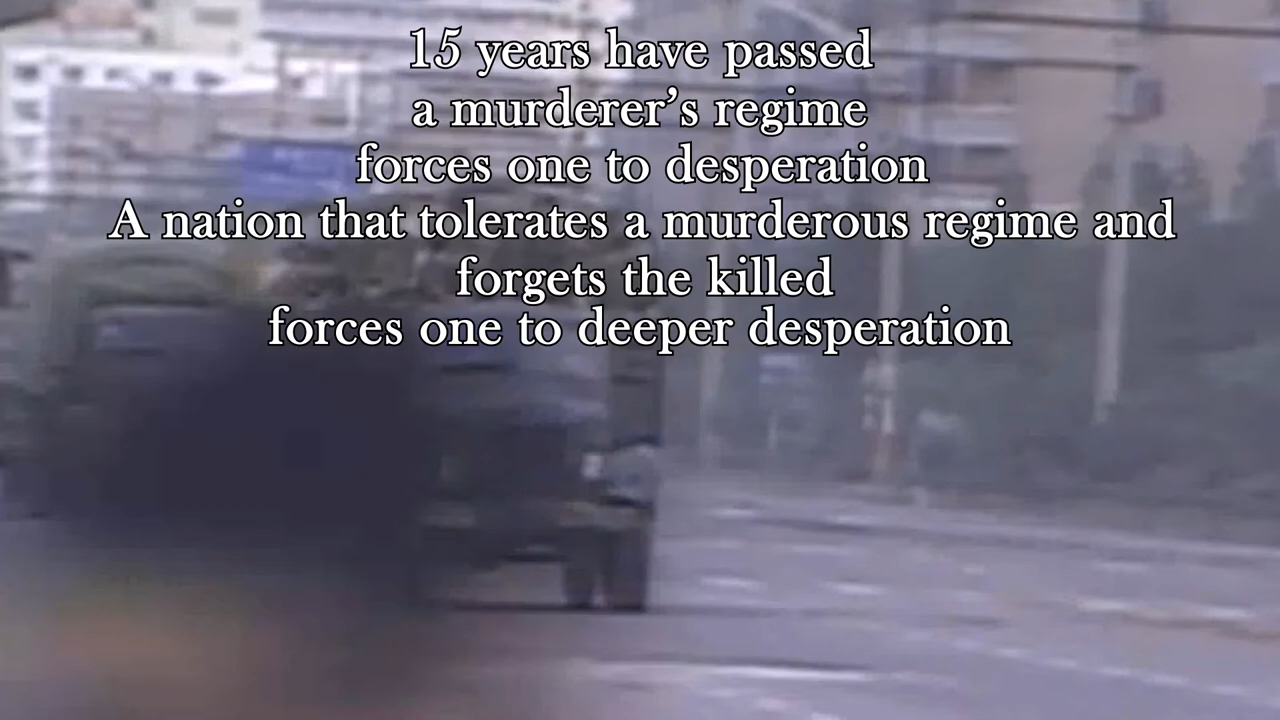 15 years have passed
a murderer's regime
forces one to desperation
A nation that tolerates a murderous regime and
forgets the killed
forces one to deeper desperation